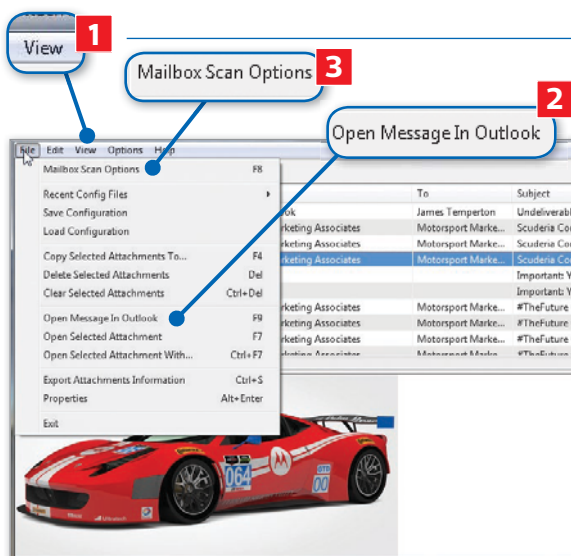 1
View
Mailbox Scan Options
3
2
Open Message In Outlook
File Edit View Options Help
Mailbox Scan Options F8
Recent Config Files
Save Configuration
Load Configuration
Copy Selected Attachments To... F4
Delete Selected Attachments Del
Clear Selected Attachments Ctrl+Del
Open Message In Outlook F9
Open Selected Attachment F7
Open Selected Attachment With... Ctrl+F7
Export Attachments Information Ctrl+S
Properties Alt+Enter
Exit
To Subject
ook James Temperton Undeliverabl
rketing Associates Motorsport Marke... Scuderia Co
rketing Associates Motorsport Marke... Scuderia Co
rketing Associates Motorsport Marke... Scuderia Co
Important: Y
Important: Y
rketing Associates Motorsport Marke... #TheFuture
rketing Associates Motorsport Marke... #TheFuture
rketing Associates Motorsport Marke... #TheFuture
rketing Associates Motorsport Marke... #TheFuture
064
00